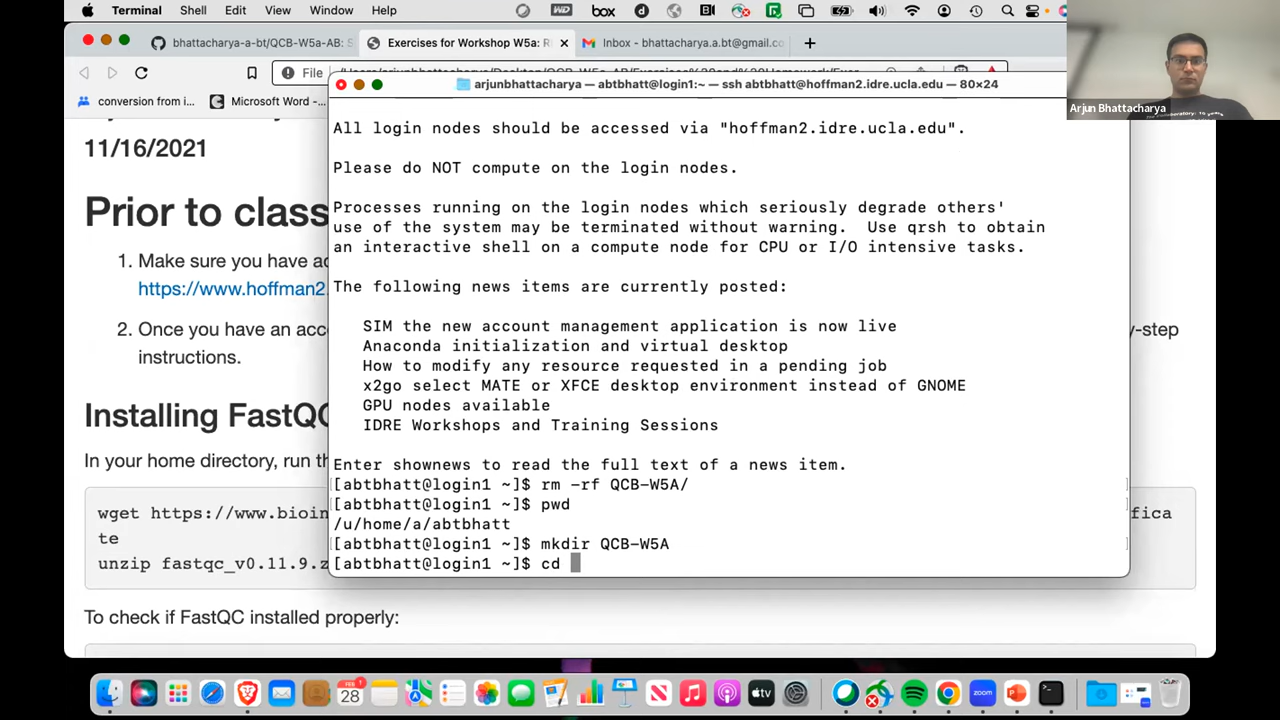 Terminal Shell Edit View Window Help
WD box
bhattacharya-a-bt/QCB-W5a-AB: S
Exercises for Workshop W5a: R
Inbox - bhattacharya.a.bt@gmail.co
File
conversion from i...
Microsoft Word -...
arjunbhattacharya — abtbhatt@login1:~ — ssh abtbhatt@hoffman2.idre.ucla.edu — 80×24
Arjun Bhattacharya
11/16/2021
Prior to class
1. Make sure you have ac
https://www.hoffman2.
2. Once you have an acco
-step
instructions.
Installing FastQC
In your home directory, run th
wget https://www.bioin
fica
te
unzip fastqc_v0.11.9.z
To check if FastQC installed properly:
All login nodes should be accessed via "hoffman2.idre.ucla.edu".
Please do NOT compute on the login nodes.
Processes running on the login nodes which seriously degrade others'
use of the system may be terminated without warning.  Use qrsh to obtain
an interactive shell on a compute node for CPU or I/O intensive tasks.
The following news items are currently posted:
SIM the new account management application is now live
Anaconda initialization and virtual desktop
How to modify any resource requested in a pending job
x2go select MATE or XFCE desktop environment instead of GNOME
GPU nodes available
IDRE Workshops and Training Sessions
Enter shownews to read the full text of a news item.
[abtbhatt@login1 ~]$ rm -rf QCB-W5A/
[abtbhatt@login1 ~]$ pwd
/u/home/a/abtbhatt
[abtbhatt@login1 ~]$ mkdir QCB-W5A
[abtbhatt@login1 ~]$ cd
FEB
28
tv
zoom